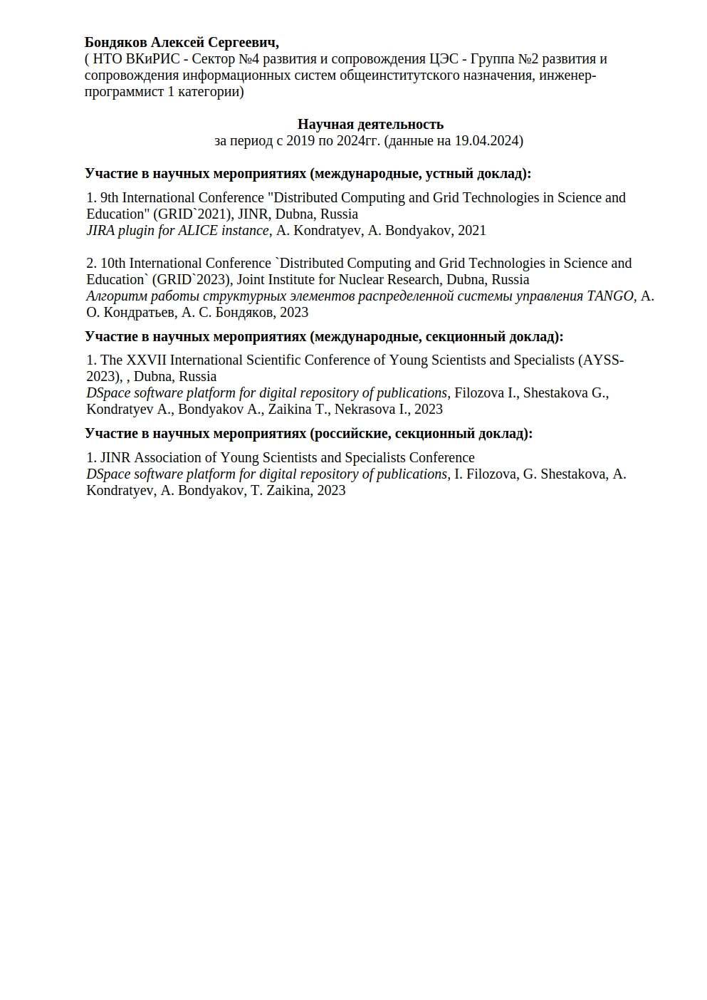 Бондяков Алексей Сергеевич,
( НТО ВКиРИС - Сектор №4 развития и сопровождения ЦЭС - Группа №2 развития и
сопровождения информационных систем общеинститутского назначения, инженер-
программист 1 категории)
Научная деятельность
за период с 2019 по 2024гг. (данные на 19.04.2024)
Участие в научных мероприятиях (международные, устный доклад):
1. 9th International Conference "Distributed Computing and Grid Technologies in Science and
Education" (GRID`2021), JINR, Dubna, Russia
JIRA plugin for ALICE instance, A. Kondratyev, A. Bondyakov, 2021
2. 10th International Conference `Distributed Computing and Grid Technologies in Science and
Education` (GRID`2023), Joint Institute for Nuclear Research, Dubna, Russia
Алгоритм работы структурных элементов распределенной системы управления TANGO, А.
О. Кондратьев, А. С. Бондяков, 2023
Участие в научных мероприятиях (международные, секционный доклад):
1. The XXVII International Scientific Conference of Young Scientists and Specialists (AYSS-
2023), , Dubna, Russia
DSpace software platform for digital repository of publications, Filozova I., Shestakova G.,
Kondratyev A., Bondyakov A., Zaikina T., Nekrasova I., 2023
Участие в научных мероприятиях (российские, секционный доклад):
1. JINR Association of Young Scientists and Specialists Conference
DSpace software platform for digital repository of publications, I. Filozova, G. Shestakova, A.
Kondratyev, A. Bondyakov, T. Zaikina, 2023